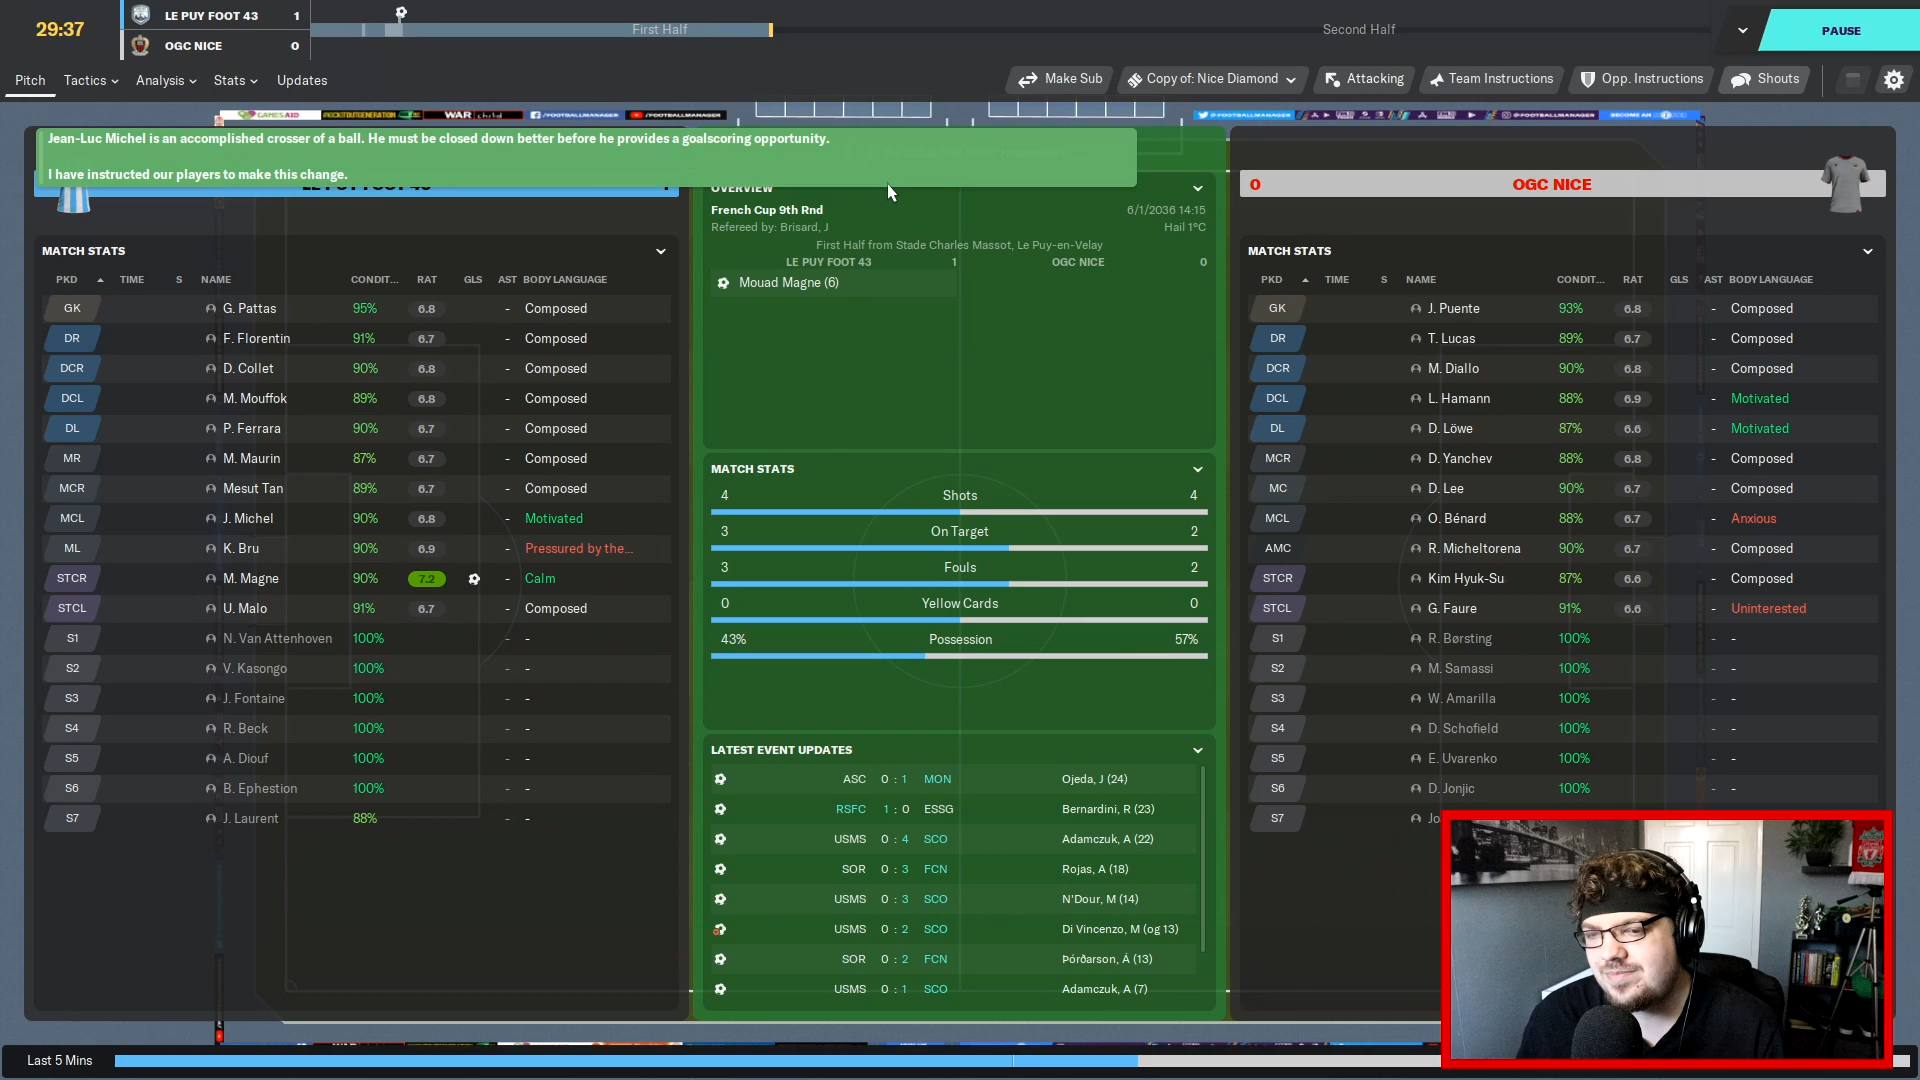 29:37
LE PUY FOOT 43 1
OGC NICE 0
First Half
Second Half
PAUSE
Pitch Tactics Analysis Stats Updates
Make Sub Copy of: Nice Diamond Attacking Team Instructions Opp. Instructions Shouts
Jean-Luc Michel is an accomplished crosser of a ball. He must be closed down better before he provides a goalscoring opportunity.
I have instructed our players to make this change.
MATCH STATS
PKD TIME S NAME CONDIT... RAT GLS AST BODY LANGUAGE
GK G. Pattas 95% 6.8 - Composed
DR F. Florentin 91% 6.7 - Composed
DCR D. Collet 90% 6.8 - Composed
DCL M. Mouffok 89% 6.8 - Composed
DL P. Ferrara 90% 6.7 - Composed
MR M. Maurin 87% 6.7 - Composed
MCR Mesut Tan 89% 6.7 - Composed
MCL J. Michel 90% 6.8 - Motivated
ML K. Bru 90% 6.9 - Pressured by the...
STCR M. Magne 90% 7.2 - Calm
STCL U. Malo 91% 6.7 - Composed
S1 N. Van Attenhoven 100% - -
S2 V. Kasongo 100% - -
S3 J. Fontaine 100% - -
S4 R. Beck 100% - -
S5 A. Diouf 100% - -
S6 B. Ephestion 100% - -
S7 J. Laurent 88% - -
OVERVIEW
French Cup 9th Rnd 6/1/2036 14:15
Refereed by: Brisard, J Hail 1°C
First Half from Stade Charles Massot, Le Puy-en-Velay
LE PUY FOOT 43 1 OGC NICE 0
Mouad Magne (6)
MATCH STATS
4 Shots 4
3 On Target 2
3 Fouls 2
0 Yellow Cards 0
43% Possession 57%
LATEST EVENT UPDATES
ASC 0 : 1 MON Ojeda, J (24)
RSFC 1 : 0 ESSG Bernardini, R (23)
USMS 0 : 4 SCO Adamczuk, A (22)
SOR 0 : 3 FCN Rojas, A (18)
USMS 0 : 3 SCO N'Dour, M (14)
USMS 0 : 2 SCO Di Vincenzo, M (og 13)
SOR 0 : 2 FCN Þórðarson, Á (13)
USMS 0 : 1 SCO Adamczuk, A (7)
0 OGC NICE
MATCH STATS
PKD TIME S NAME CONDIT... RAT GLS AST BODY LANGUAGE
GK J. Puente 93% 6.8 - Composed
DR T. Lucas 89% 6.7 - Composed
DCR M. Diallo 90% 6.8 - Composed
DCL L. Hamann 88% 6.9 - Motivated
DL D. Löwe 87% 6.6 - Motivated
MCR D. Yanchev 88% 6.8 - Composed
MC D. Lee 90% 6.7 - Composed
MCL O. Bénard 88% 6.7 - Anxious
AMC R. Micheltorena 90% 6.7 - Composed
STCR Kim Hyuk-Su 87% 6.6 - Composed
STCL G. Faure 91% 6.6 - Uninterested
S1 R. Børsting 100% - -
S2 M. Samassi 100% - -
S3 W. Amarilla 100% - -
S4 D. Schofield 100% - -
S5 E. Uvarenko 100% - -
S6 D. Jonjic 100% - -
S7 Jo
Last 5 Mins